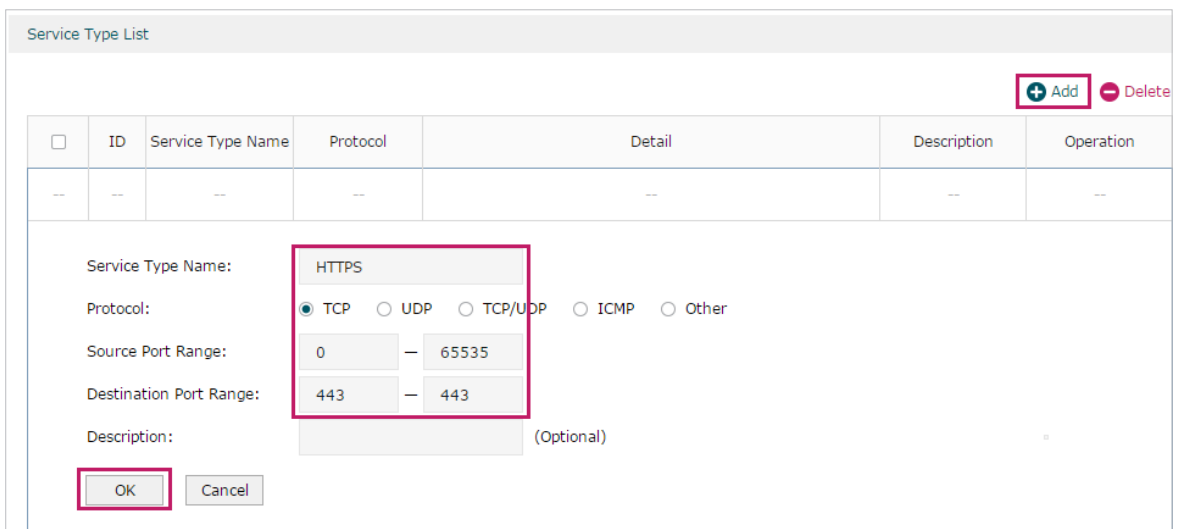 Service Type List
Add Delete
ID Service Type Name Protocol Detail Description Operation
-- -- -- -- -- -- --
Service Type Name: HTTPS
Protocol: TCP UDP TCP/UDP ICMP Other
Source Port Range: 0 — 65535
Destination Port Range: 443 — 443
Description: (Optional)
OK Cancel